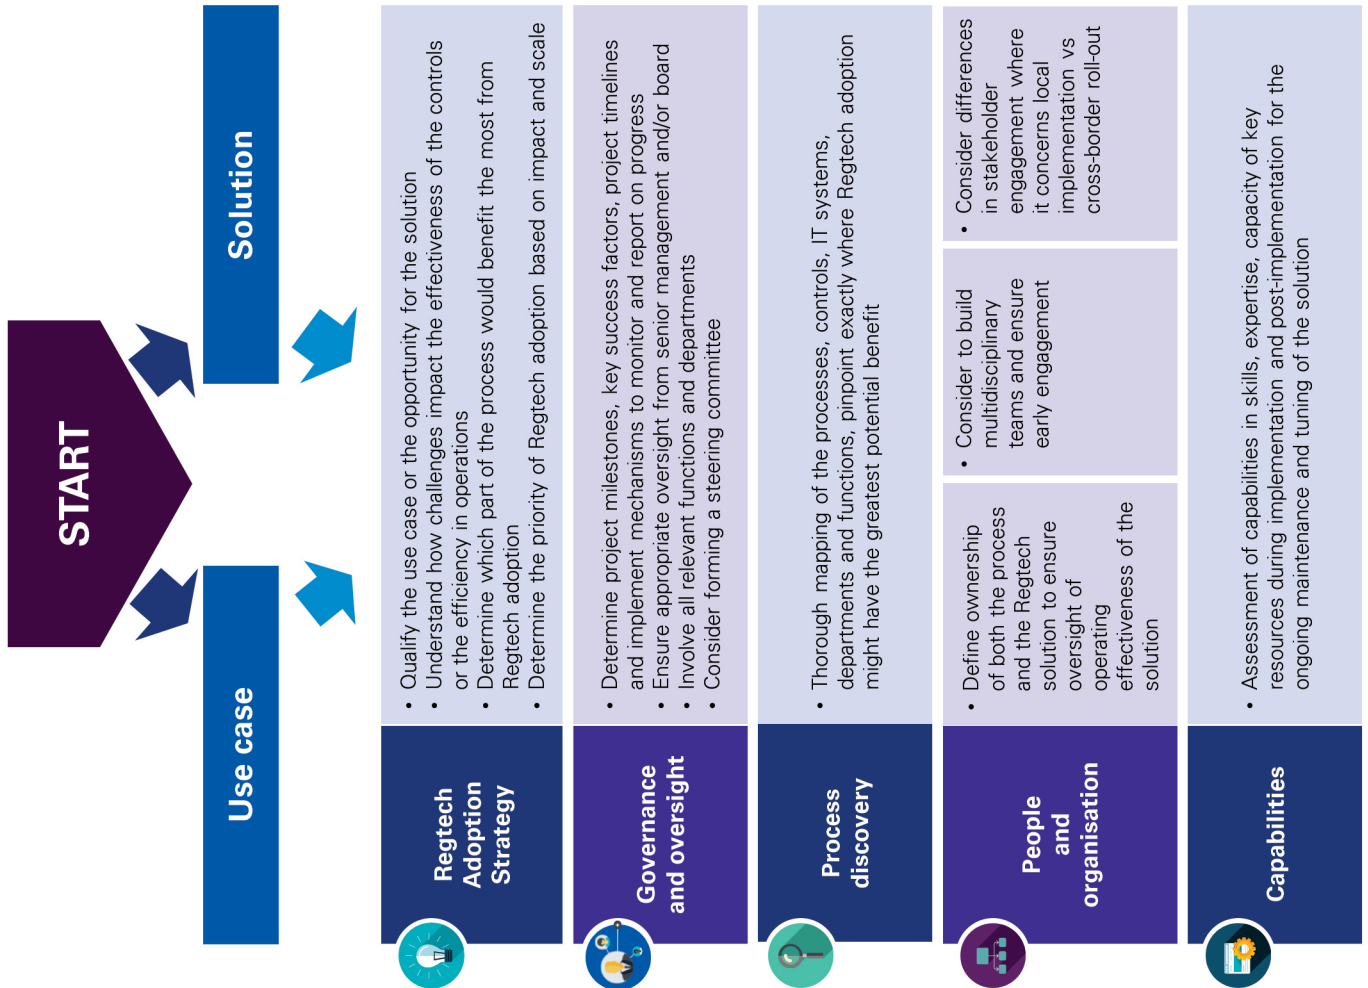 START
Use case
Solution
Regtech
Adoption
Strategy
• Qualify the use case or the opportunity for the solution
• Understand how challenges impact the effectiveness of the controls
or the efficiency in operations
• Determine which part of the process would benefit the most from
Regtech adoption
• Determine the priority of Regtech adoption based on impact and scale
Governance
and oversight
• Determine project milestones, key success factors, project timelines
and implement mechanisms to monitor and report on progress
• Ensure appropriate oversight from senior management and/or board
• Involve all relevant functions and departments
• Consider forming a steering committee
Process
discovery
• Thorough mapping of the processes, controls, IT systems,
departments and functions, pinpoint exactly where Regtech adoption
might have the greatest potential benefit
People
and
organisation
• Define ownership
of both the process
and the Regtech
solution to ensure
oversight of
operating
effectiveness of the
solution
• Consider to build
multidisciplinary
teams and ensure
early engagement
• Consider differences
in stakeholder
engagement where
it concerns local
implementation vs
cross-border roll-out
Capabilities
• Assessment of capabilities in skills, expertise, capacity of key
resources during implementation and post-implementation for the
ongoing maintenance and tuning of the solution